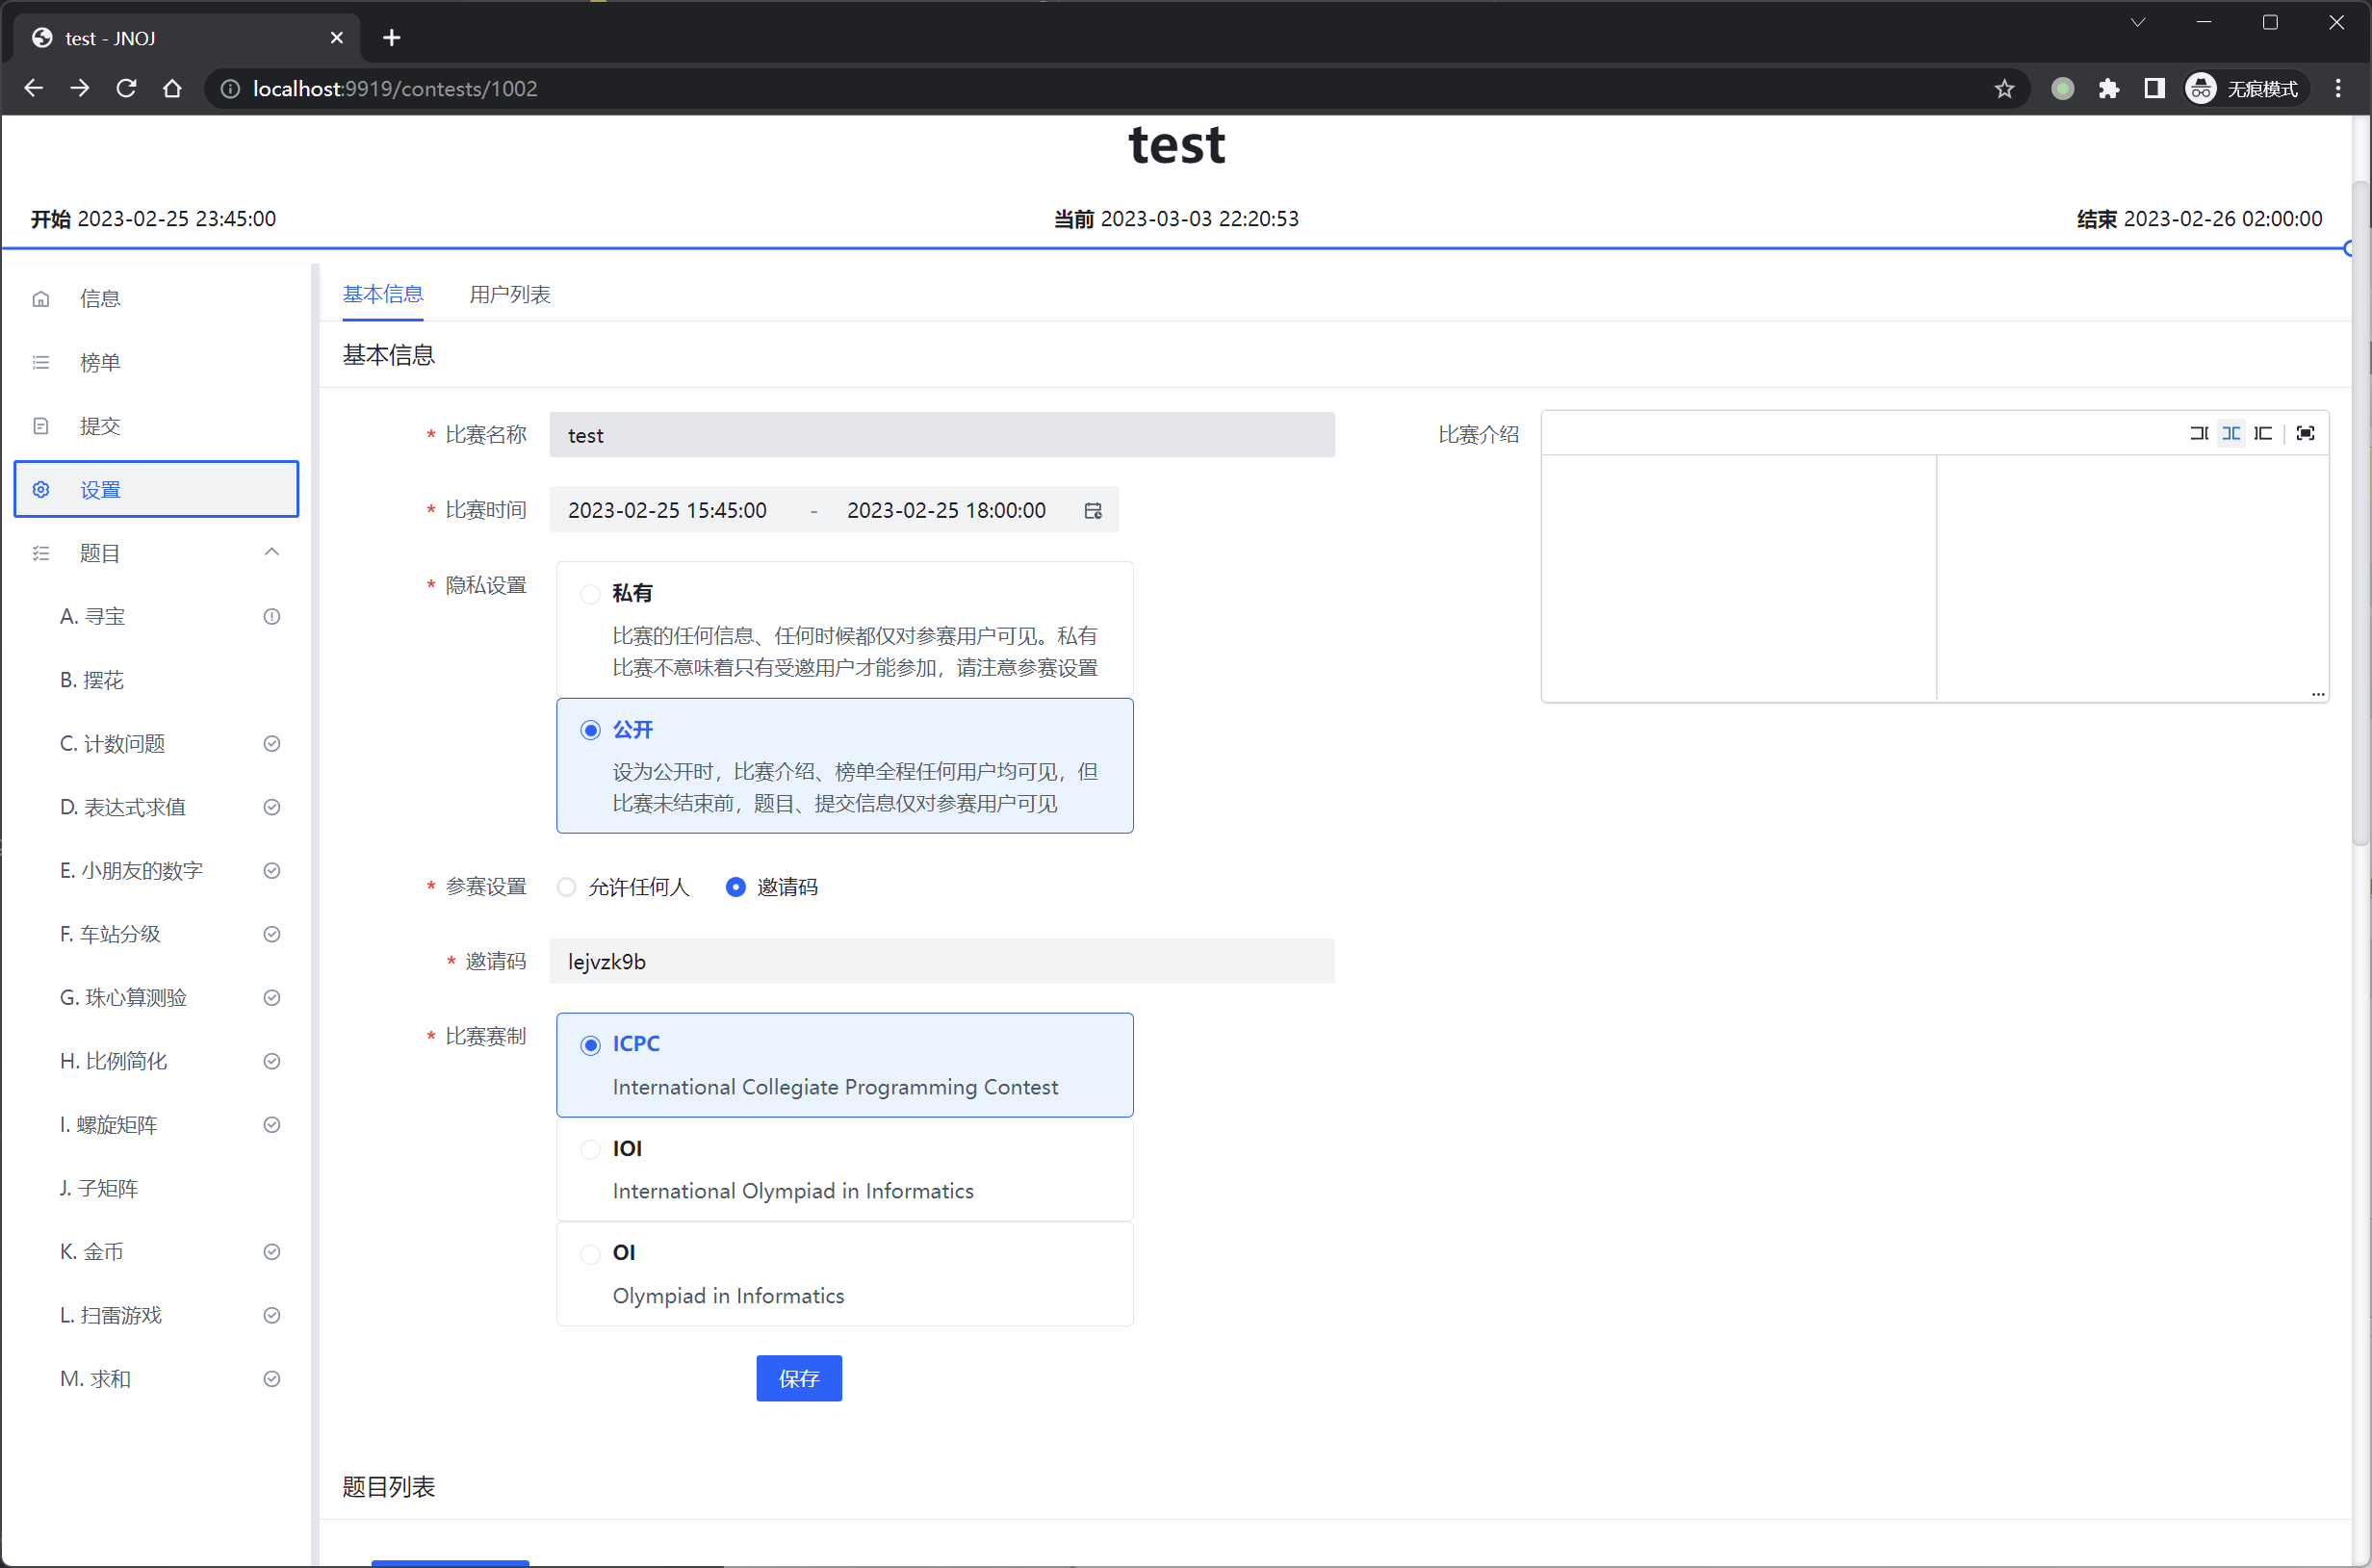 test - JNOJ
localhost:9919/contests/1002
无痕模式
test
开始 2023-02-25 23:45:00
当前 2023-03-03 22:20:53
结束 2023-02-26 02:00:00
信息
榜单
提交
设置
题目
A. 寻宝
B. 摆花
C. 计数问题
D. 表达式求值
E. 小朋友的数字
F. 车站分级
G. 珠心算测验
H. 比例简化
I. 螺旋矩阵
J. 子矩阵
K. 金币
L. 扫雷游戏
M. 求和
基本信息
用户列表
基本信息
* 比赛名称
test
* 比赛时间
2023-02-25 15:45:00 - 2023-02-25 18:00:00
* 隐私设置
私有
比赛的任何信息、任何时候都仅对参赛用户可见。私有
比赛不意味着只有受邀用户才能参加，请注意参赛设置
公开
设为公开时，比赛介绍、榜单全程任何用户均可见，但
比赛未结束前，题目、提交信息仅对参赛用户可见
* 参赛设置
允许任何人
邀请码
* 邀请码
lejvzk9b
* 比赛赛制
ICPC
International Collegiate Programming Contest
IOI
International Olympiad in Informatics
OI
Olympiad in Informatics
保存
比赛介绍
题目列表